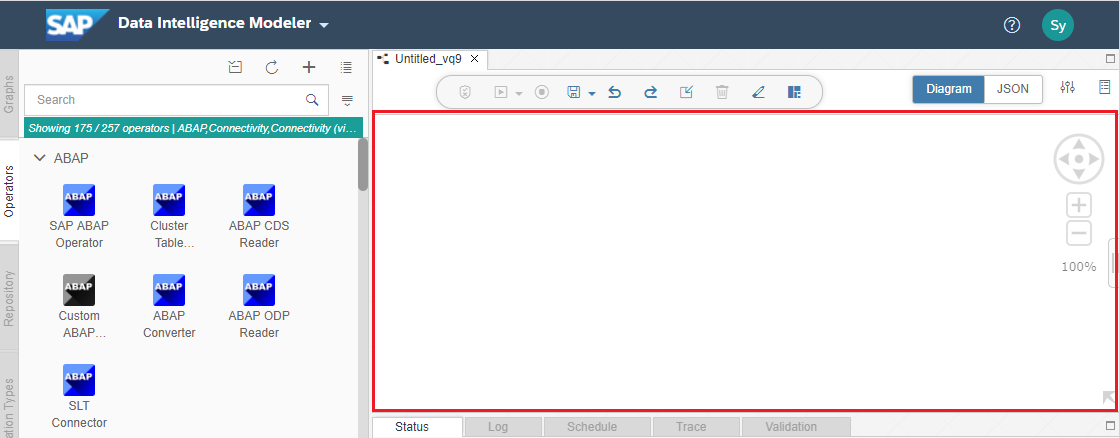 SAP
Data Intelligence Modeler
Sy
Graphs
Operators
Repository
ation Types
Search
Showing 175 / 257 operators | ABAP,Connectivity,Connectivity (vi…
ABAP
ABAP
SAP ABAP
Operator
ABAP
Cluster
Table…
ABAP
ABAP CDS
Reader
ABAP
Custom
ABAP…
ABAP
ABAP
Converter
ABAP
ABAP ODP
Reader
ABAP
SLT
Connector
Untitled_vq9
Diagram
JSON
100%
Status
Log
Schedule
Trace
Validation